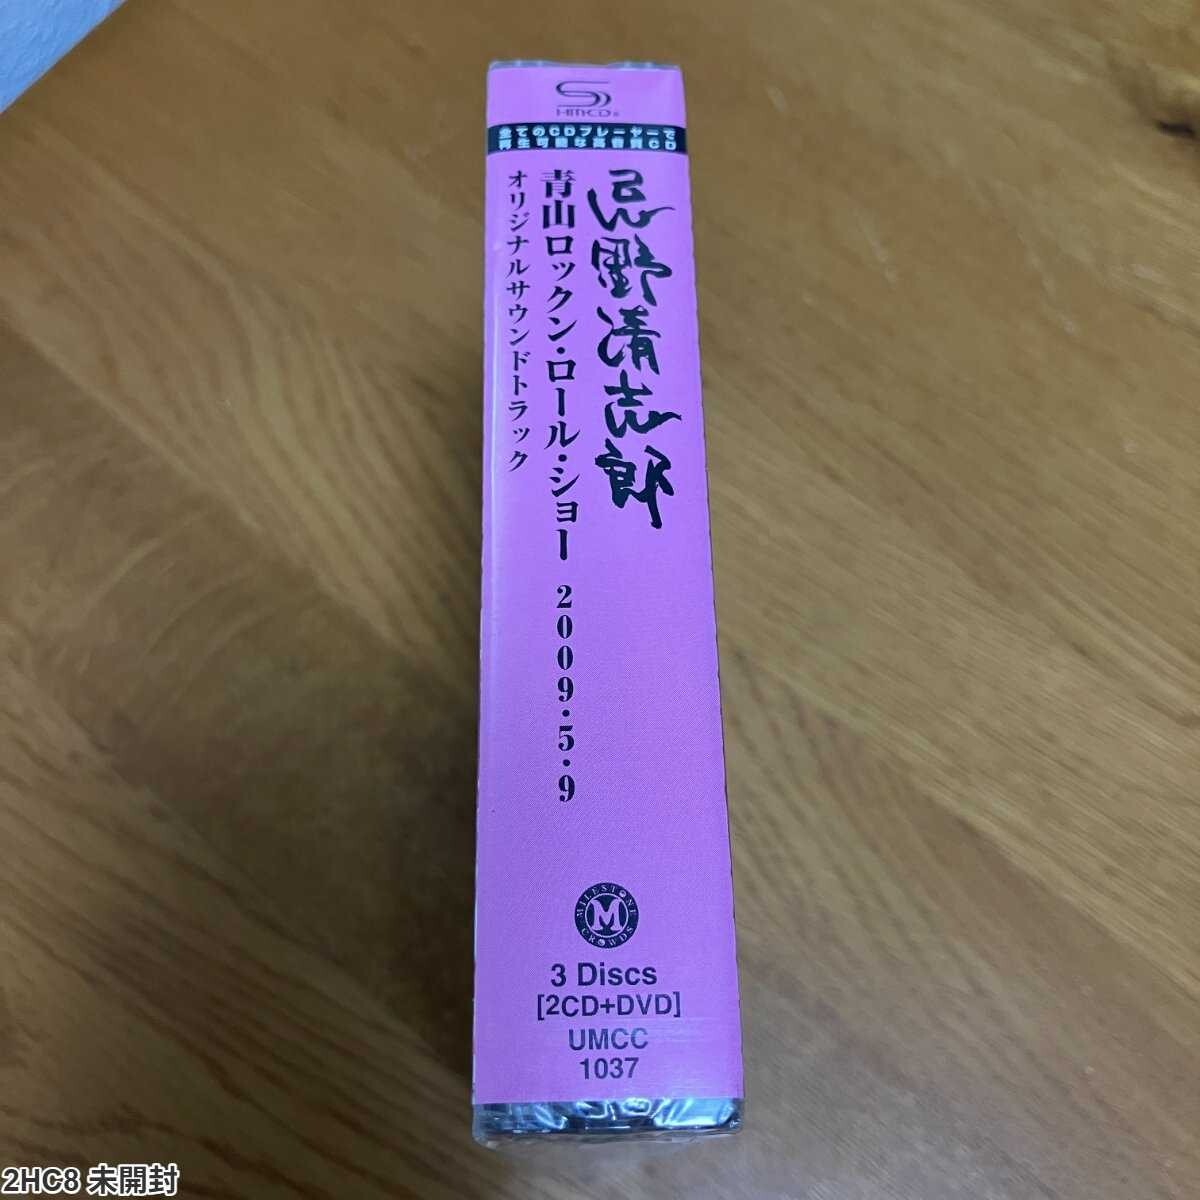 SHM-CD®
全てのCDプレーヤーで
再生可能な高音質CD
忌野清志郎
青山ロックン・ロール・ショー 2009・5・9
オリジナルサウンドトラック
MILESTONE
M
CROWDS
3 Discs
[2CD+DVD]
UMCC
1037
2HC8 未開封